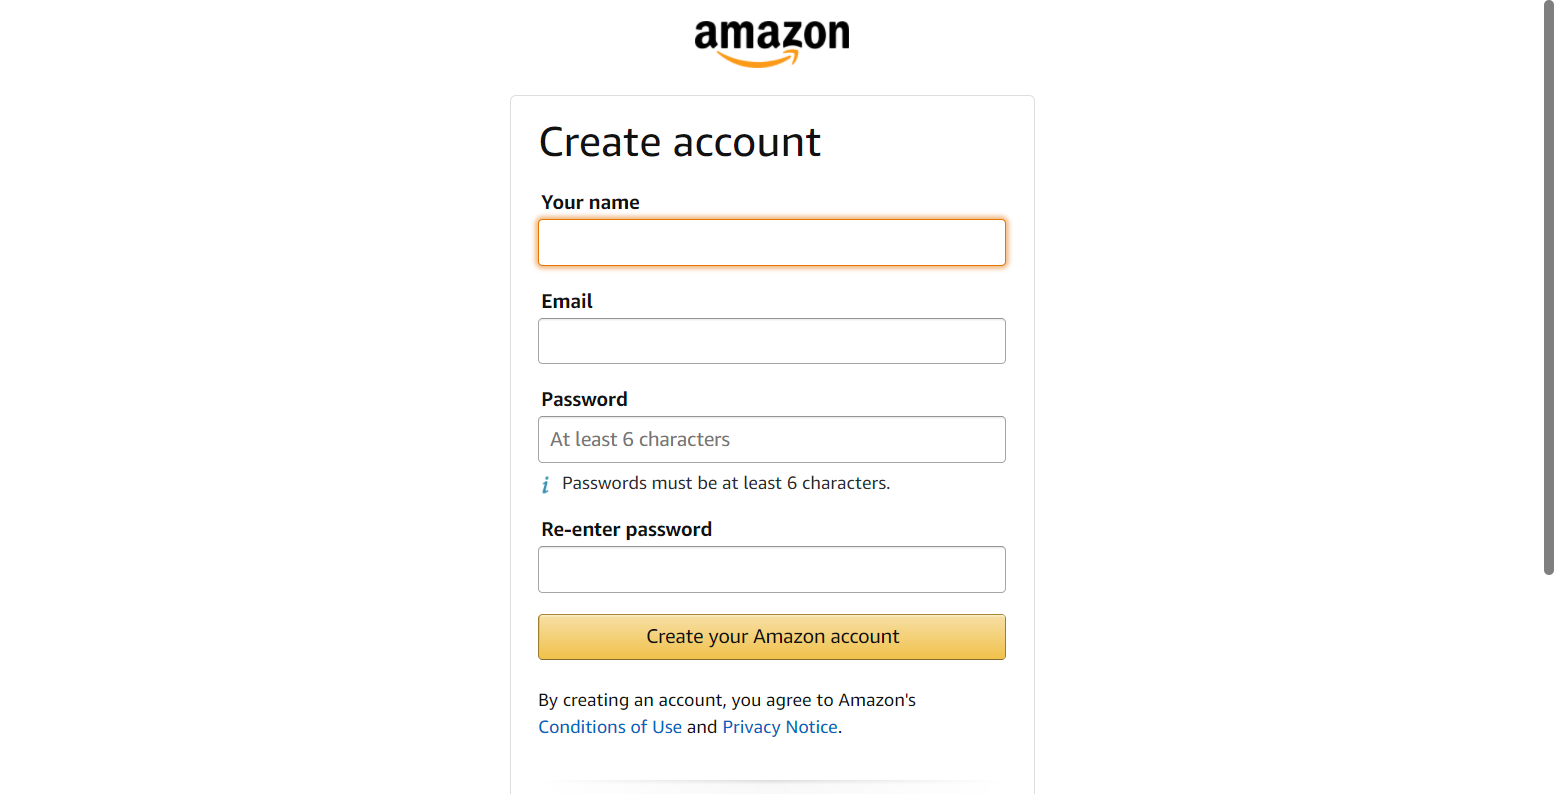 amazon
Create account
Your name
Email
Password
At least 6 characters
i Passwords must be at least 6 characters.
Re-enter password
Create your Amazon account
By creating an account, you agree to Amazon's
Conditions of Use and Privacy Notice.